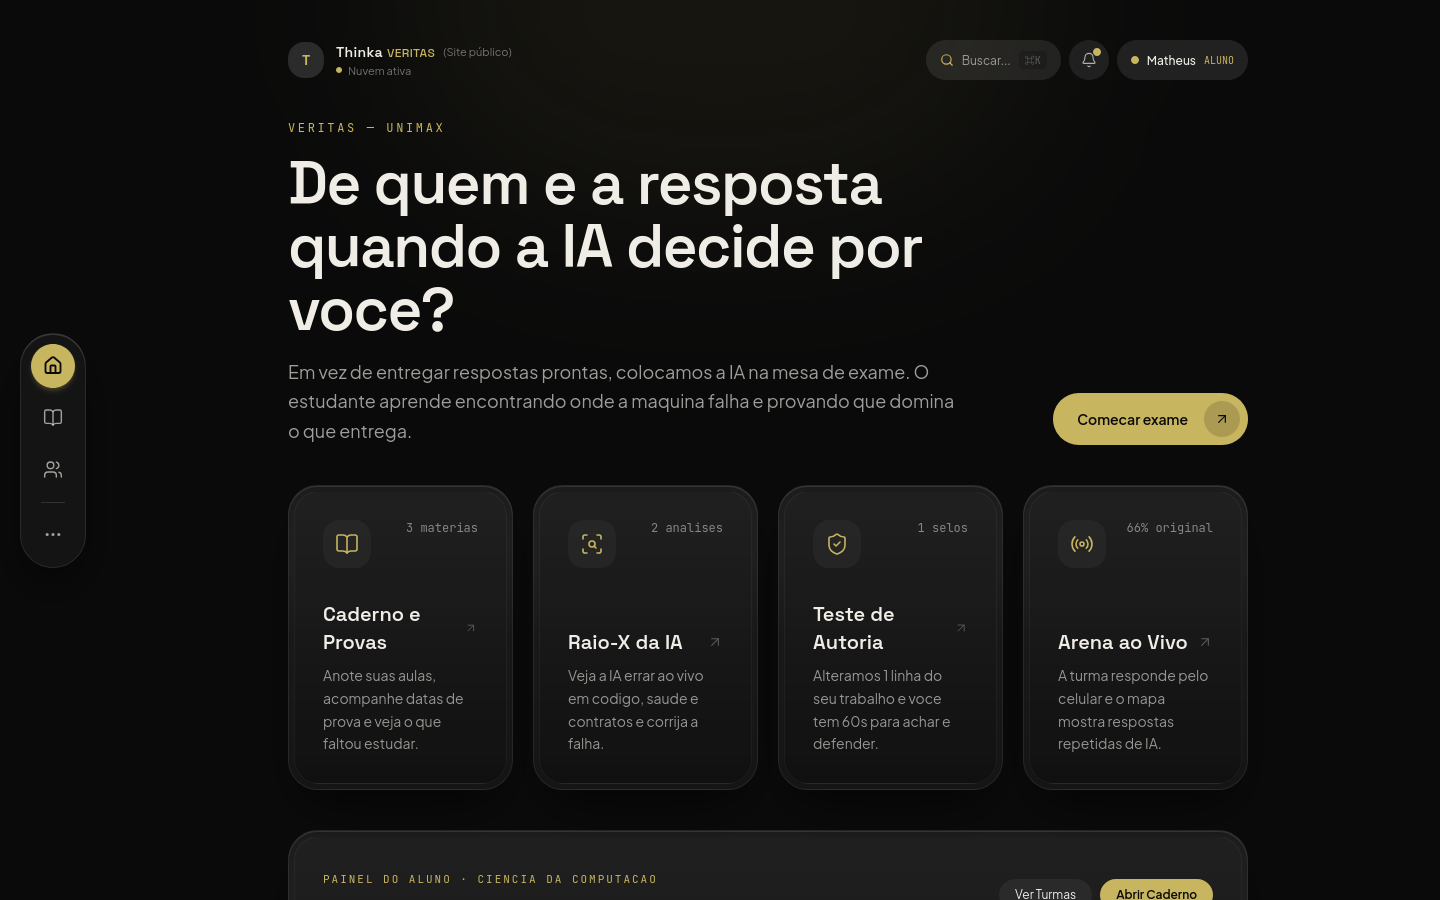 T
Thinka VERITAS (Site público)
Nuvem ativa
Buscar... ⌘K
Matheus ALUNO
VERITAS — UNIMAX
De quem e a resposta
quando a IA decide por
voce?
Em vez de entregar respostas prontas, colocamos a IA na mesa de exame. O
estudante aprende encontrando onde a maquina falha e provando que domina
o que entrega.
Comecar exame
3 materias
Caderno e
Provas
Anote suas aulas,
acompanhe datas de
prova e veja o que
faltou estudar.
2 analises
Raio-X da IA
Veja a IA errar ao vivo
em codigo, saude e
contratos e corrija a
falha.
1 selos
Teste de
Autoria
Alteramos 1 linha do
seu trabalho e voce
tem 60s para achar e
defender.
66% original
Arena ao Vivo
A turma responde pelo
celular e o mapa
mostra respostas
repetidas de IA.
PAINEL DO ALUNO · CIENCIA DA COMPUTACAO
Ver Turmas
Abrir Caderno